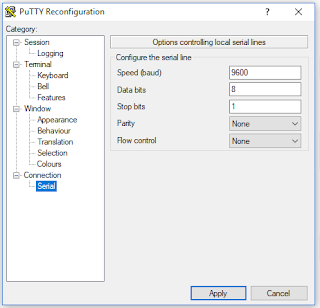 PuTTY Reconfiguration
Category:
Session
Logging
Terminal
Keyboard
Bell
Features
Window
Appearance
Behaviour
Translation
Selection
Colours
Connection
Serial
Options controlling local serial lines
Configure the serial line
Speed (baud) 9600
Data bits 8
Stop bits 1
Parity None
Flow control None
Apply Cancel